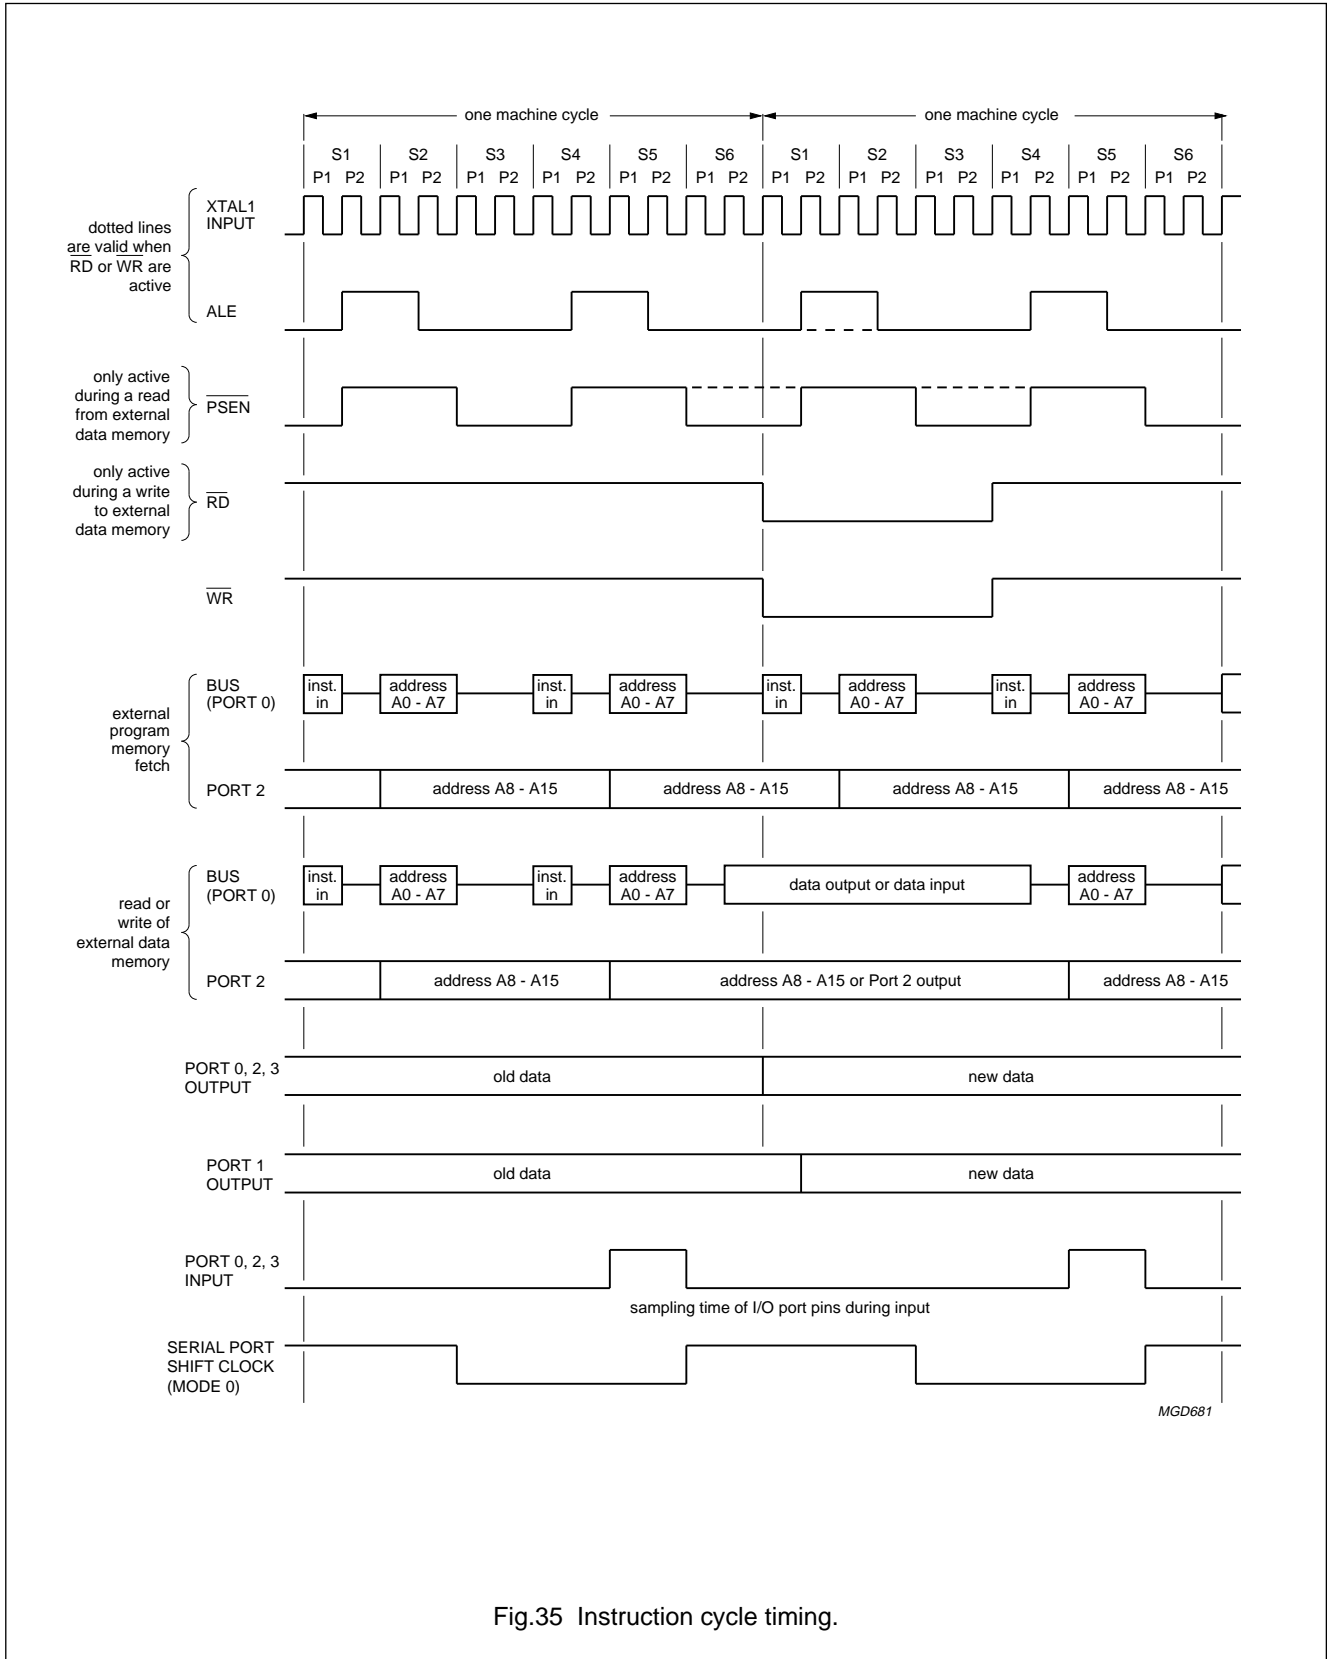 one machine cycle one machine cycle
S1 S2 S3 S4 S5 S6 S1 S2 S3 S4 S5 S6
P1 P2 P1 P2 P1 P2 P1 P2 P1 P2 P1 P2 P1 P2 P1 P2 P1 P2 P1 P2 P1 P2 P1 P2
XTAL1
INPUT
dotted lines
are valid when
RD or WR are
active
ALE
only active
during a read
from external
data memory
PSEN
only active
during a write
to external
data memory
RD
WR
external
program
memory
fetch
BUS
(PORT 0)
inst. address inst. address inst. address inst. address
in A0 - A7 in A0 - A7 in A0 - A7 in A0 - A7
PORT 2
address A8 - A15 address A8 - A15 address A8 - A15 address A8 - A15
read or
write of
external data
memory
BUS
(PORT 0)
inst. address inst. address data output or data input address
in A0 - A7 in A0 - A7 A0 - A7
PORT 2
address A8 - A15 address A8 - A15 or Port 2 output address A8 - A15
PORT 0, 2, 3
OUTPUT
old data new data
PORT 1
OUTPUT
old data new data
PORT 0, 2, 3
INPUT
sampling time of I/O port pins during input
SERIAL PORT
SHIFT CLOCK
(MODE 0)
MGD681
Fig.35 Instruction cycle timing.